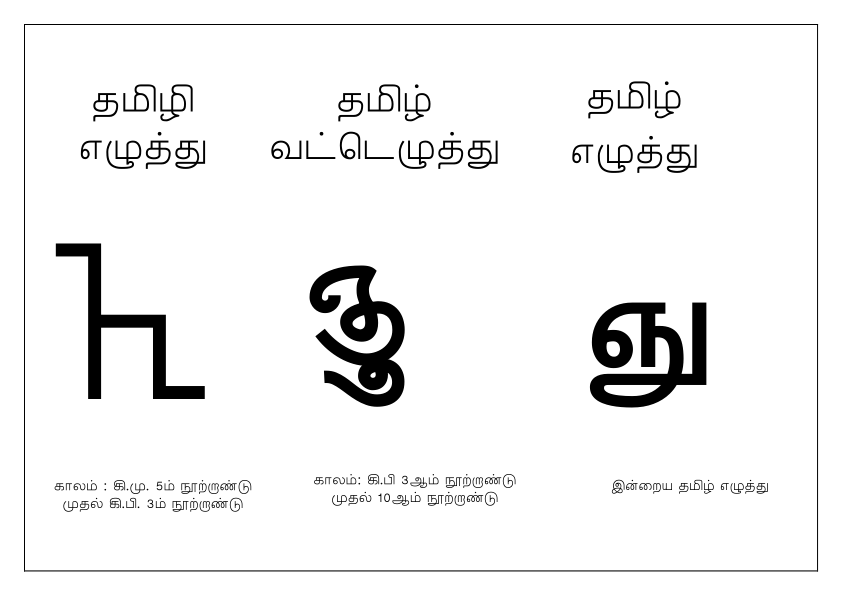 தமிழி
எழுத்து
தமிழ்
வட்டெழுத்து
தமிழ்
எழுத்து
ஞு
காலம் : கி.மு. 5ம் நூற்றாண்டு
முதல் கி.பி. 3ம் நூற்றாண்டு
காலம்: கி.பி 3ஆம் நூற்றாண்டு
முதல் 10ஆம் நூற்றாண்டு
இன்றைய தமிழ் எழுத்து